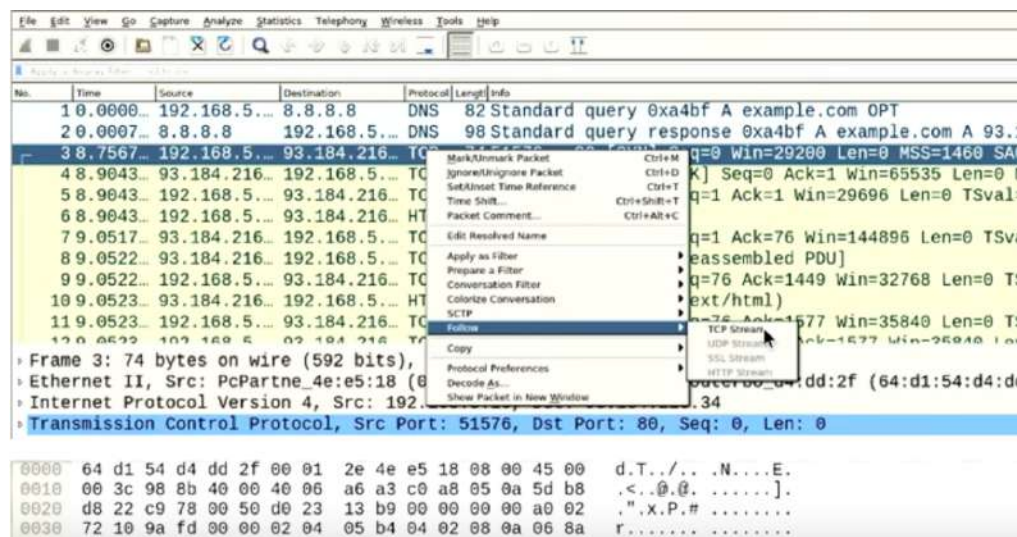 File Edit View Go Capture Analyze Statistics Telephony Wireless Tools Help
No. Time Source Destination Protocol Lengtl Info
1 0.0000… 192.168.5.… 8.8.8.8 DNS 82 Standard query 0xa4bf A example.com OPT
2 0.0007… 8.8.8.8 192.168.5.… DNS 98 Standard query response 0xa4bf A example.com A 93.
3 8.7567… 192.168.5.… 93.184.216… q=0 Win=29200 Len=0 MSS=1460
4 8.9043… 93.184.216… 192.168.5.… TC K] Seq=0 Ack=1 Win=65535 Len=0
5 8.9043… 192.168.5.… 93.184.216… TC q=1 Ack=1 Win=29696 Len=0 TSval=
6 8.9043… 192.168.5.… 93.184.216… HT
7 9.0517… 93.184.216… 192.168.5.… TC q=1 Ack=76 Win=144896 Len=0 TSva
8 9.0522… 93.184.216… 192.168.5.… TC eassembled PDU]
9 9.0522… 192.168.5.… 93.184.216… TC q=76 Ack=1449 Win=32768 Len=0 TS
10 9.0523… 93.184.216… 192.168.5.… HT ext/html)
11 9.0523… 192.168.5.… 93.184.216… TC 1577 Win=35840 Len=0 TS
Mark/Unmark Packet Ctrl+M
Ignore/Unignore Packet Ctrl+D
Set/Unset Time Reference Ctrl+T
Time Shift... Ctrl+Shift+T
Packet Comment... Ctrl+Alt+C
Edit Resolved Name
Apply as Filter
Prepare a Filter
Conversation Filter
Colorize Conversation
SCTP
Follow
Copy
Protocol Preferences
Decode As...
Show Packet in New Window
TCP Stream
UDP Stream
SSL Stream
HTTP Stream
Frame 3: 74 bytes on wire (592 bits),
Ethernet II, Src: PcPartne_4e:e5:18 (0 :dd:2f (64:d1:54:d4:d
Internet Protocol Version 4, Src: 192. .34
Transmission Control Protocol, Src Port: 51576, Dst Port: 80, Seq: 0, Len: 0
0000 64 d1 54 d4 dd 2f 00 01 2e 4e e5 18 08 00 45 00 d.T../.. .N....E.
0010 00 3c 98 8b 40 00 40 06 a6 a3 c0 a8 05 0a 5d b8 .<..@.@. ......].
0020 d8 22 c9 78 00 50 d0 23 13 b9 00 00 00 00 a0 02 .".x.P.# ........
0030 72 10 9a fd 00 00 02 04 05 b4 04 02 08 0a 06 8a r....... ........